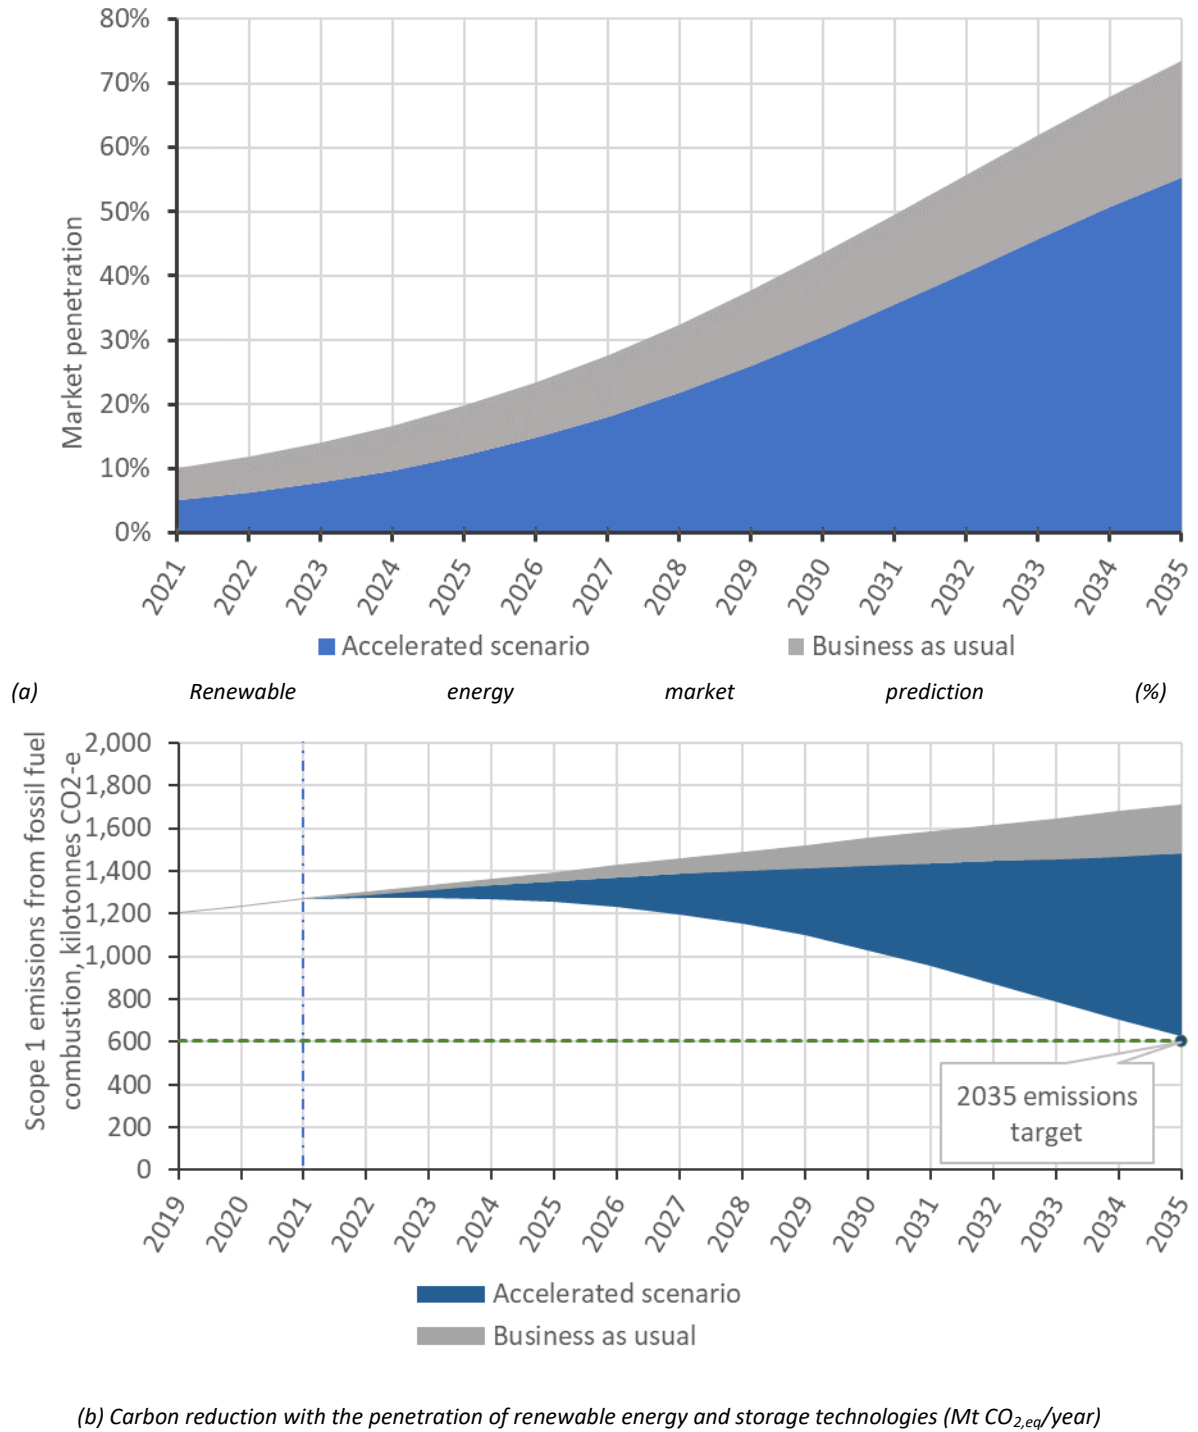 80%
70%
60%
50%
40%
30%
20%
10%
0%
Market penetration
2021 2022 2023 2024 2025 2026 2027 2028 2029 2030 2031 2032 2033 2034 2035
Accelerated scenario Business as usual
(a) Renewable energy market prediction (%)
Scope 1 emissions from fossil fuel
combustion, kilotonnes CO2-e
2,000
1,800
1,600
1,400
1,200
1,000
800
600
400
200
0
2035 emissions
target
2019 2020 2021 2022 2023 2024 2025 2026 2027 2028 2029 2030 2031 2032 2033 2034 2035
Accelerated scenario
Business as usual
(b) Carbon reduction with the penetration of renewable energy and storage technologies (Mt CO2,eq/year)